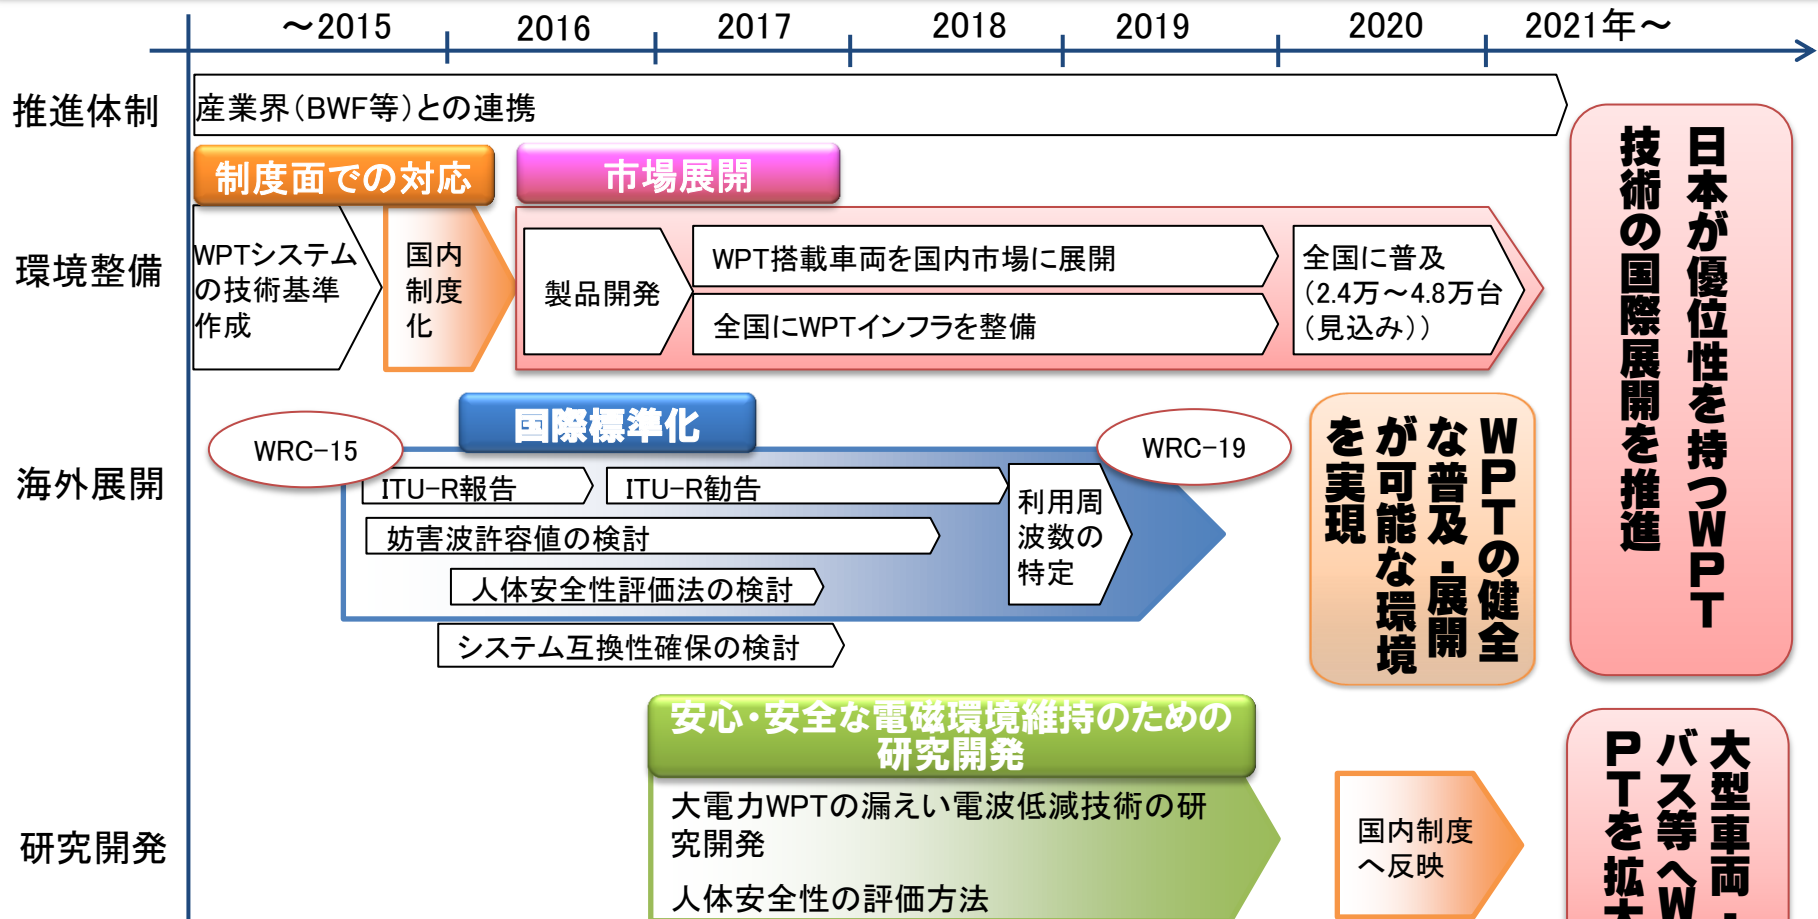 ～2015
2016
2017
2018
2019
2020
2021年～
推進体制
産業界（BWF等）との連携
制度面での対応
市場展開
環境整備
WPTシステム
の技術基準
作成
国内
制度
化
製品開発
WPT搭載車両を国内市場に展開
全国にWPTインフラを整備
全国に普及
（2.4万～4.8万台
（見込み））
日本が優位性を持つWPT
技術の国際展開を推進
海外展開
国際標準化
WRC-15
WRC-19
ITU-R報告
ITU-R勧告
妨害波許容値の検討
人体安全性評価法の検討
利用周
波数の
特定
システム互換性確保の検討
WPTの健全
な普及・展開
が可能な環境
を実現
研究開発
安心・安全な電磁環境維持のための
研究開発
大電力WPTの漏えい電波低減技術の研
究開発
人体安全性の評価方法
国内制度
へ反映
大型車両・
バス等へW
PTを拡大